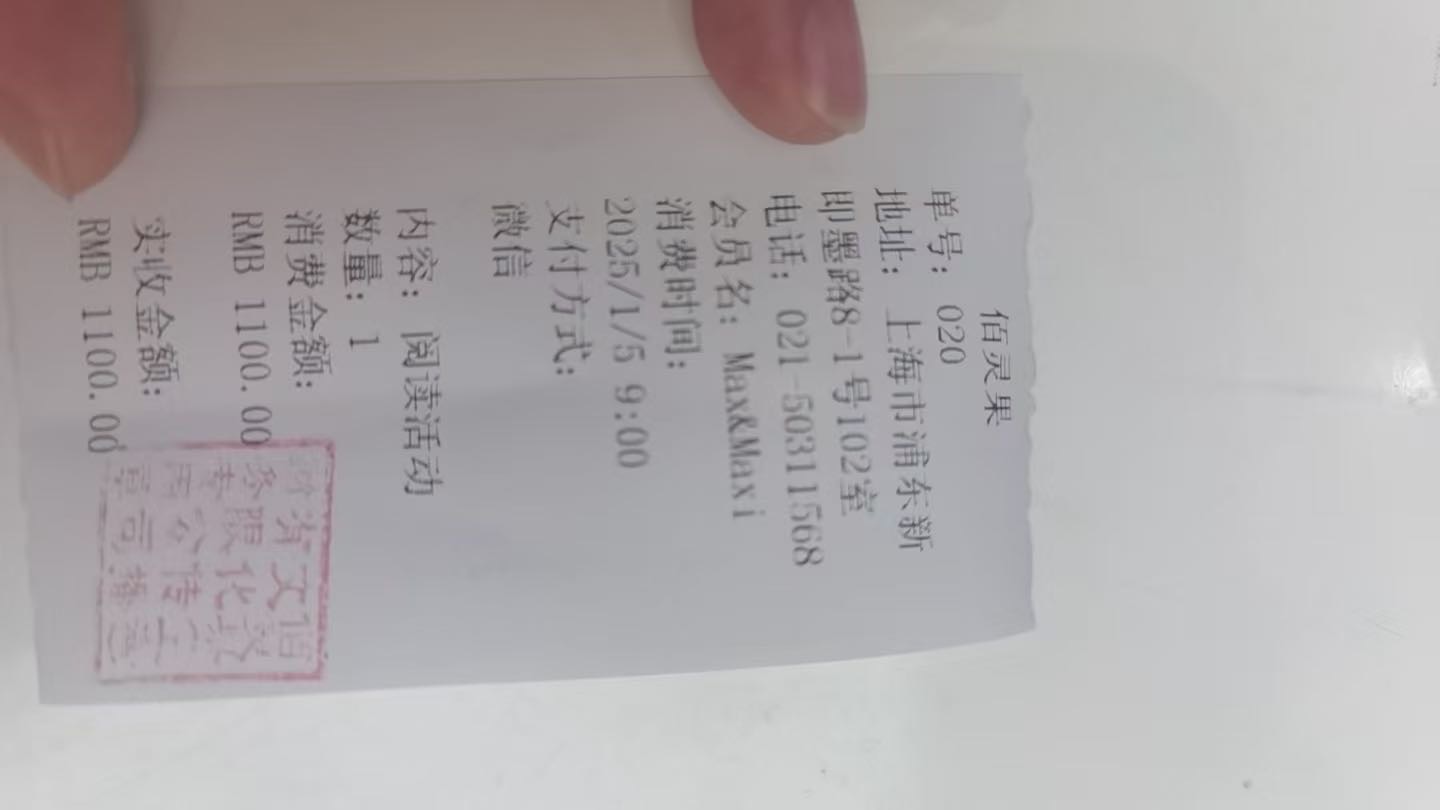 佰灵果
单号：020
地址：上海市浦东新
即墨路8-1号102室
电话：021-50311568
会员名：Max&Maxi
消费时间：
2025/1/5 9:00
支付方式：
微信
内容：阅读活动
数量：1
消费金额：
RMB 1100.00
实收金额：
RMB 1100.00